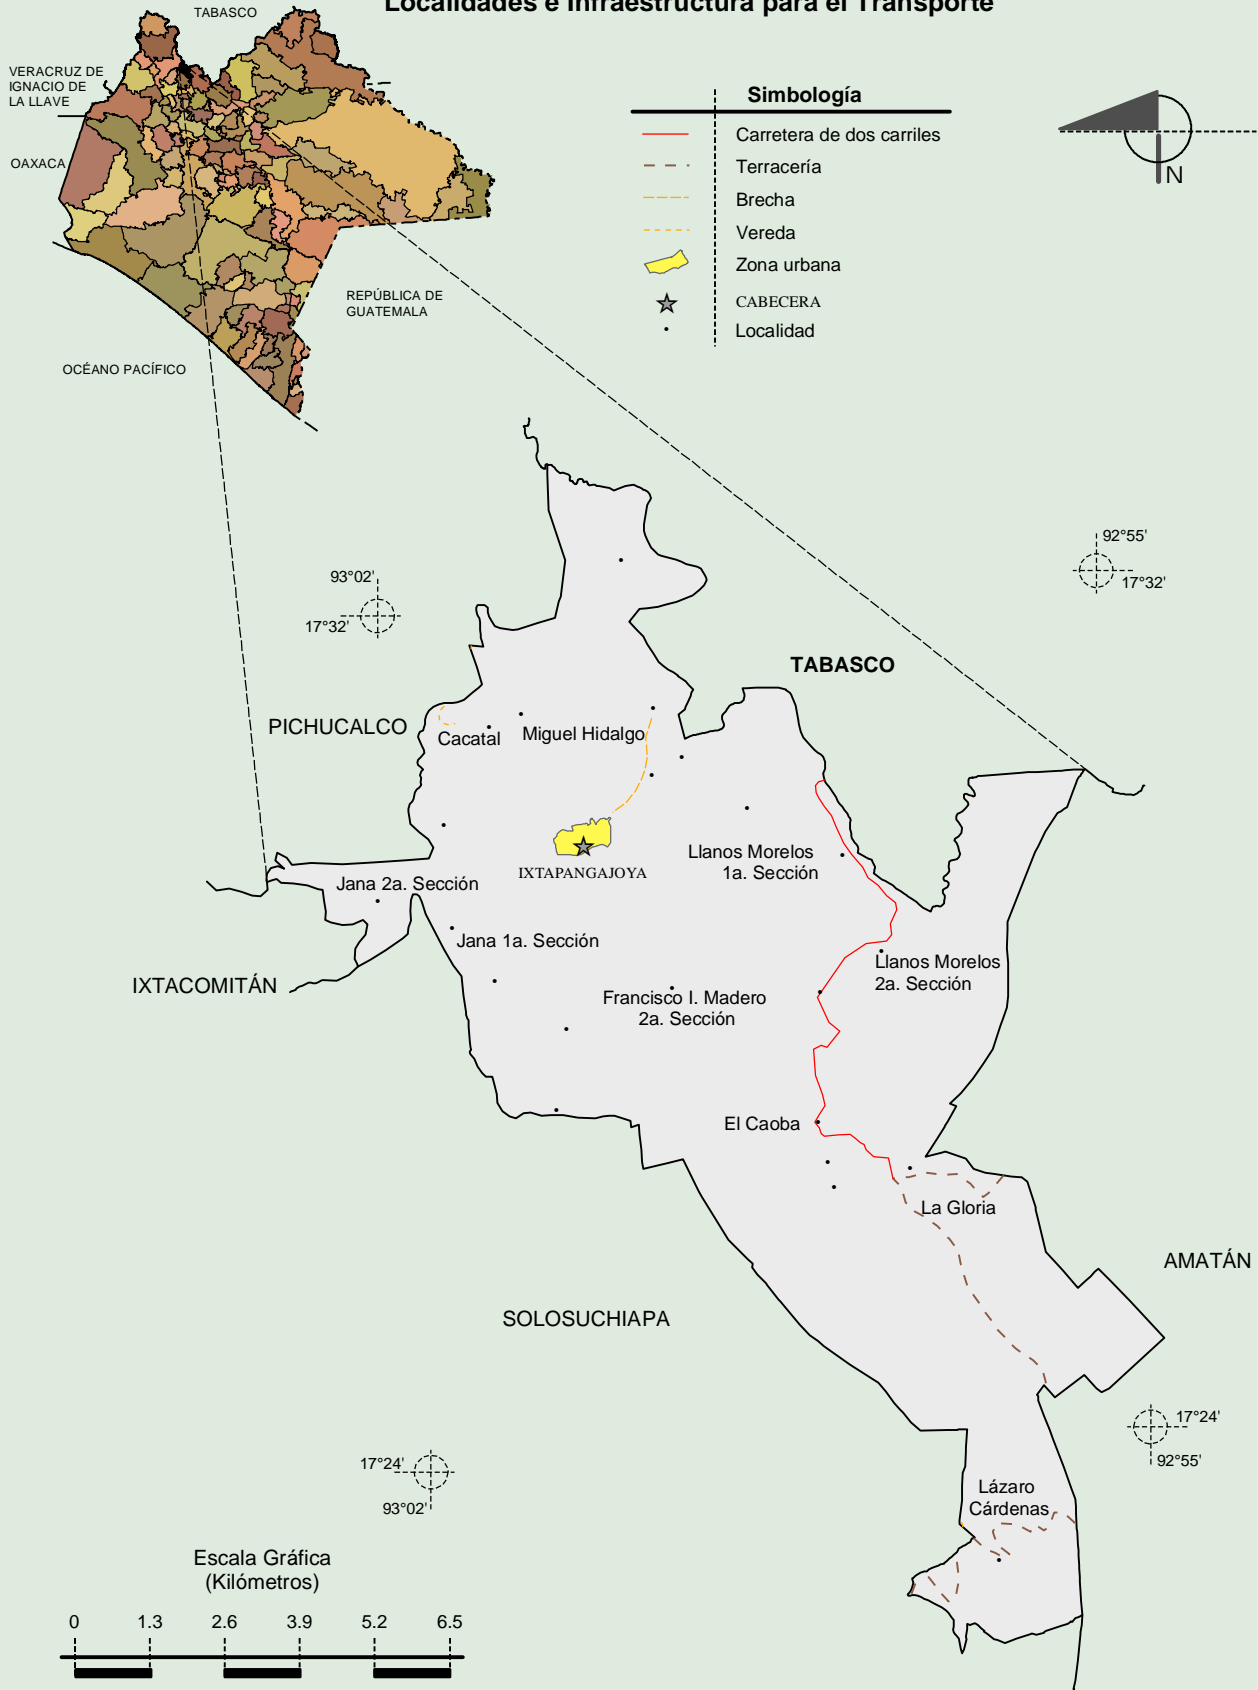 Localidades e Infraestructura para el Transporte
TABASCO
VERACRUZ DE
IGNACIO DE
LA LLAVE
OAXACA
REPÚBLICA DE
GUATEMALA
OCÉANO PACÍFICO
Simbología
Carretera de dos carriles
Terracería
Brecha
Vereda
Zona urbana
CABECERA
Localidad
N
93°02'
17°32'
92°55'
17°32'
TABASCO
PICHUCALCO
Cacatal
Miguel Hidalgo
Llanos Morelos
1a. Sección
IXTAPANGAJOYA
Jana 2a. Sección
Jana 1a. Sección
IXTACOMITÁN
Llanos Morelos
2a. Sección
Francisco I. Madero
2a. Sección
El Caoba
La Gloria
AMATÁN
SOLOSUCHIAPA
17°24'
92°55'
17°24'
93°02'
Lázaro
Cárdenas
Escala Gráfica
(Kilómetros)
0 1.3 2.6 3.9 5.2 6.5